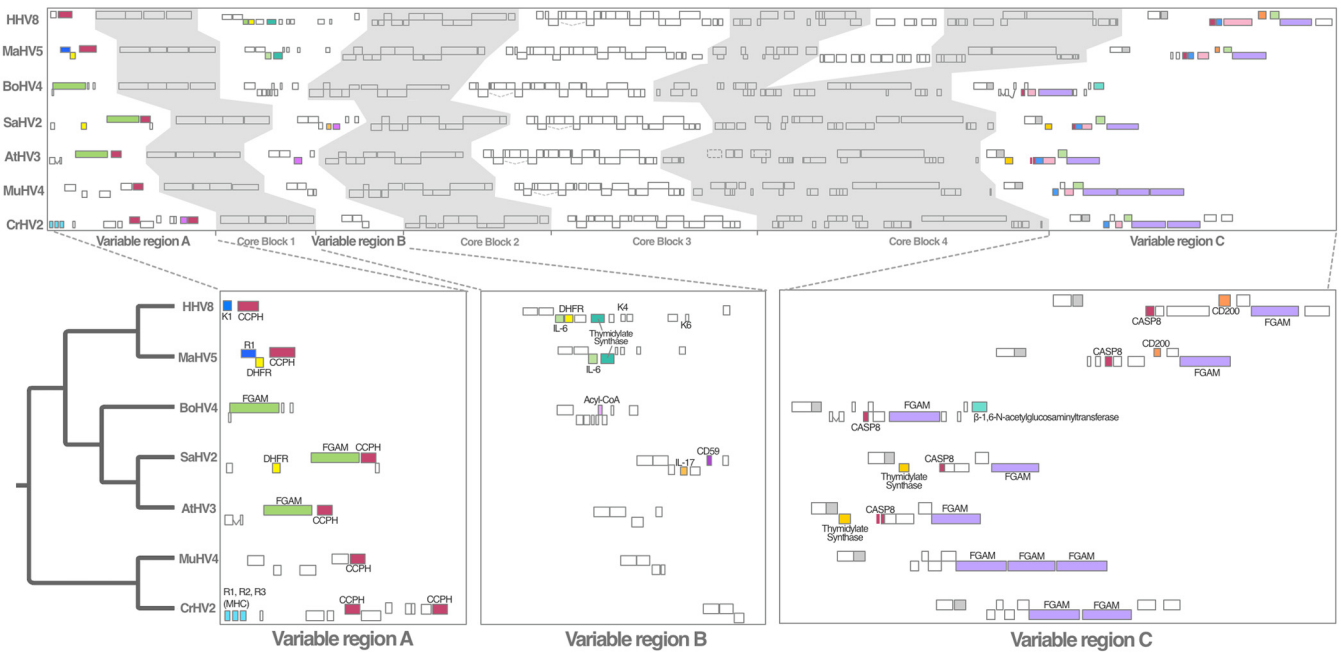 HHV8
MaHV5
BoHV4
SaHV2
AtHV3
MuHV4
CrHV2
Variable region A
Core Block 1
Variable region B
Core Block 2
Core Block 3
Core Block 4
Variable region C
HHV8
MaHV5
BoHV4
SaHV2
AtHV3
MuHV4
CrHV2
K1
CCPH
R1
DHFR
CCPH
FGAM
DHFR
FGAM
CCPH
FGAM
CCPH
CCPH
R1, R2, R3
(MHC)
CCPH
CCPH
Variable region A
DHFR
K4
IL-6
K6
Thymidylate
Synthase
IL-6
Acyl-CoA
CD59
IL-17
Variable region B
CASP8
CD200
FGAM
CASP8
CD200
FGAM
FGAM
CASP8
β-1,6-N-acetylglucosaminyltransferase
CASP8
Thymidylate
Synthase
FGAM
CASP8
FGAM
Thymidylate
Synthase
FGAM
FGAM
FGAM
FGAM
FGAM
Variable region C